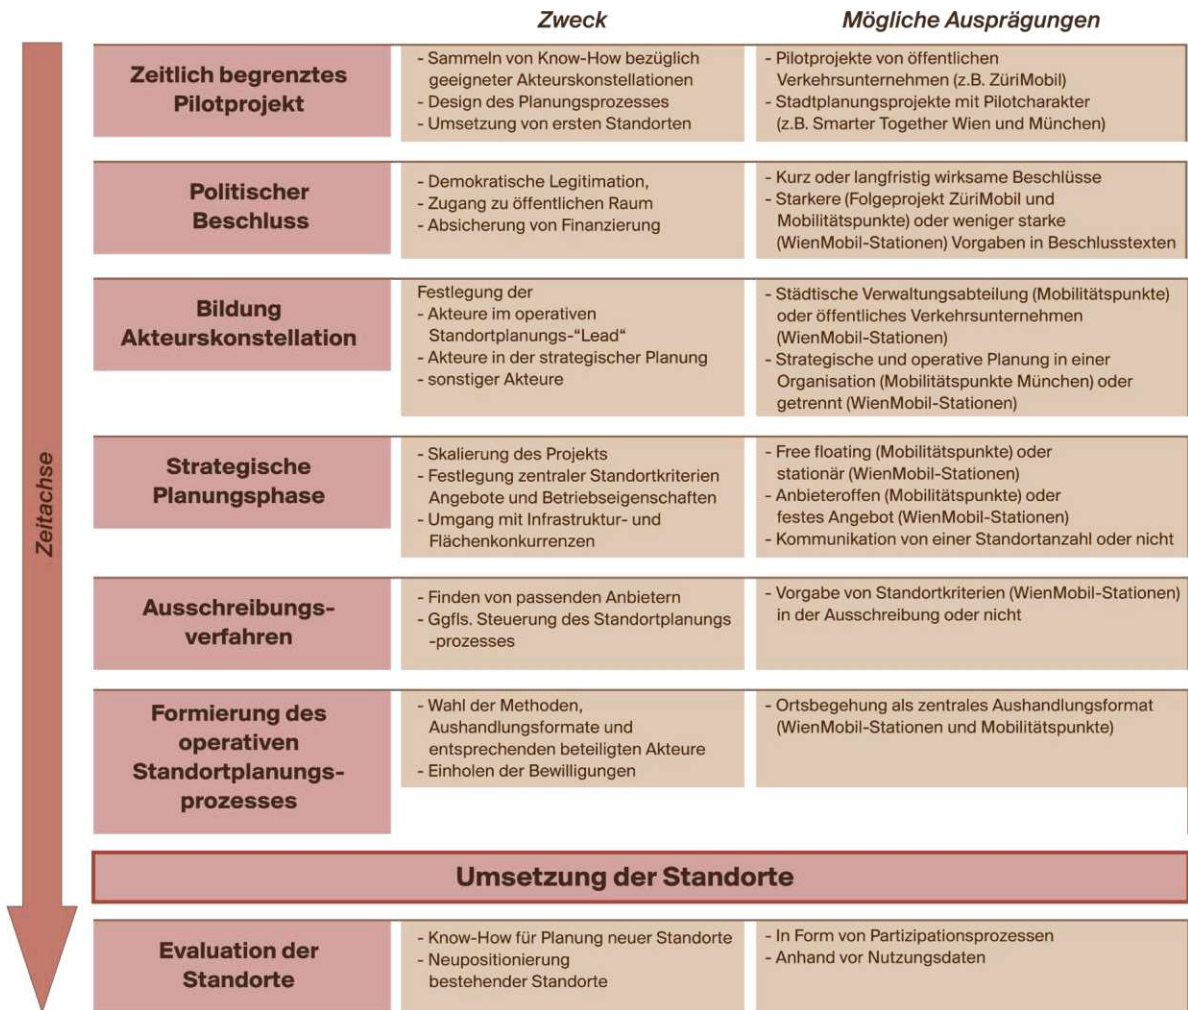 Zweck
Mögliche Ausprägungen
Zeitachse
Zeitlich begrenztes
Pilotprojekt
- Sammeln von Know-How bezüglich
geeigneter Akteurskonstellationen
- Design des Planungsprozesses
- Umsetzung von ersten Standorten
- Pilotprojekte von öffentlichen
Verkehrsunternehmen (z.B. ZüriMobil)
- Stadtplanungsprojekte mit Pilotcharakter
(z.B. Smarter Together Wien und München)
Politischer
Beschluss
- Demokratische Legitimation,
- Zugang zu öffentlichen Raum
- Absicherung von Finanzierung
- Kurz oder langfristig wirksame Beschlüsse
- Starkere (Folgeprojekt ZüriMobil und
Mobilitätspunkte) oder weniger starke
(WienMobil-Stationen) Vorgaben in Beschlusstexten
Bildung
Akteurskonstellation
Festlegung der
- Akteure im operativen
Standortplanungs-“Lead“
- Akteure in der strategischer Planung
- sonstiger Akteure
- Städtische Verwaltungsabteilung (Mobilitätspunkte)
oder öffentliches Verkehrsunternehmen
(WienMobil-Stationen)
- Strategische und operative Planung in einer
Organisation (Mobilitätspunkte München) oder
getrennt (WienMobil-Stationen)
Strategische
Planungsphase
- Skalierung des Projekts
- Festlegung zentraler Standortkriterien
Angebote und Betriebseigenschaften
- Umgang mit Infrastruktur- und
Flächenkonkurrenzen
- Free floating (Mobilitätspunkte) oder
stationär (WienMobil-Stationen)
- Anbieteroffen (Mobilitätspunkte) oder
festes Angebot (WienMobil-Stationen)
- Kommunikation von einer Standortanzahl oder nicht
Ausschreibungs-
verfahren
- Finden von passenden Anbietern
- Ggfls. Steuerung des Standortplanungs
-prozesses
- Vorgabe von Standortkriterien (WienMobil-Stationen)
in der Ausschreibung oder nicht
Formierung des
operativen
Standortplanungs-
prozesses
- Wahl der Methoden,
Aushandlungsformate und
entsprechenden beteiligten Akteure
- Einholen der Bewilligungen
- Ortsbegehung als zentrales Aushandlungsformat
(WienMobil-Stationen und Mobilitätspunkte)
Umsetzung der Standorte
Evaluation der
Standorte
- Know-How für Planung neuer Standorte
- Neupositionierung
bestehender Standorte
- In Form von Partizipationsprozessen
- Anhand vor Nutzungsdaten